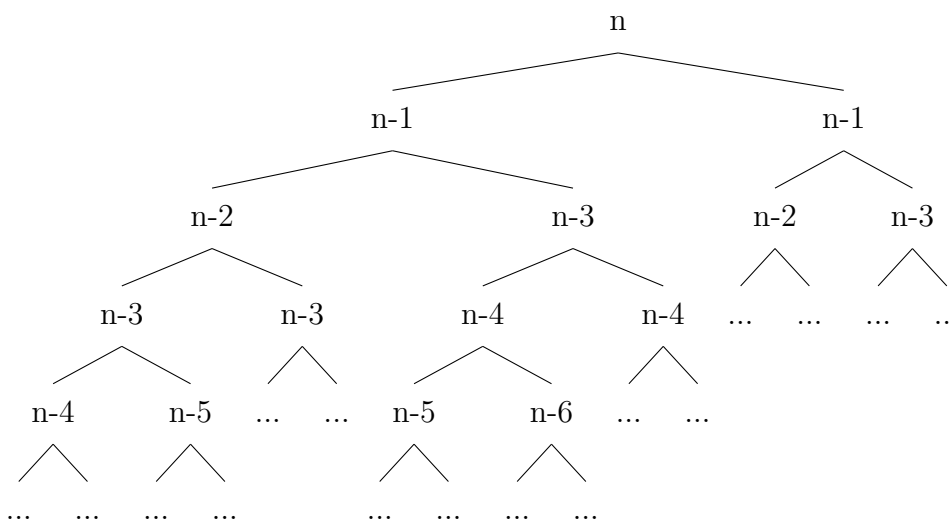 n
n-1 n-1
n-2 n-3 n-2 n-3
n-3 n-3 n-4 n-4 ... ... ... ..
n-4 n-5 ... ... n-5 n-6 ... ...
... ... ... ... ... ... ... ...